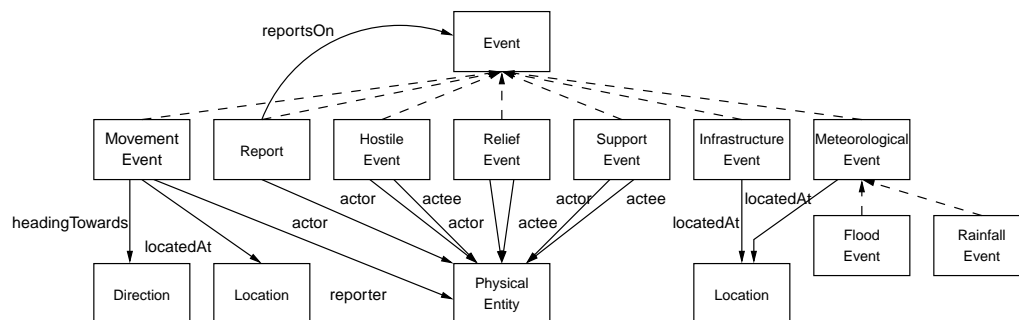 reportsOn
Event
Movement
Event
Report
Hostile
Event
Relief
Event
Support
Event
Infrastructure
Event
Meteorological
Event
headingTowards
locatedAt
actor
actor
actee
actor
actee
actor
actee
locatedAt
locatedAt
Flood
Event
Rainfall
Event
Direction
Location
reporter
Physical
Entity
Location